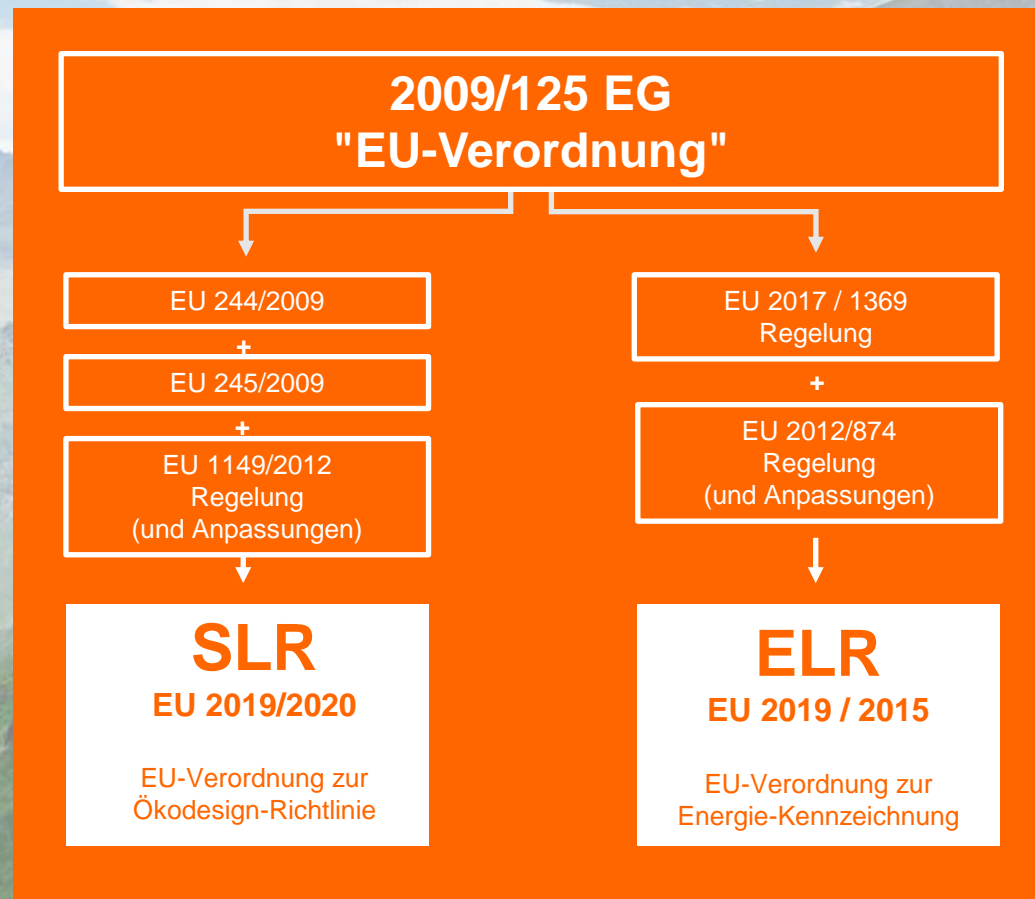 2009/125 EG
"EU-Verordnung"
EU 244/2009
+
EU 245/2009
+
EU 1149/2012
Regelung
(und Anpassungen)
SLR
EU 2019/2020
EU-Verordnung zur
Ökodesign-Richtlinie
EU 2017 / 1369
Regelung
+
EU 2012/874
Regelung
(und Anpassungen)
ELR
EU 2019 / 2015
EU-Verordnung zur
Energie-Kennzeichnung